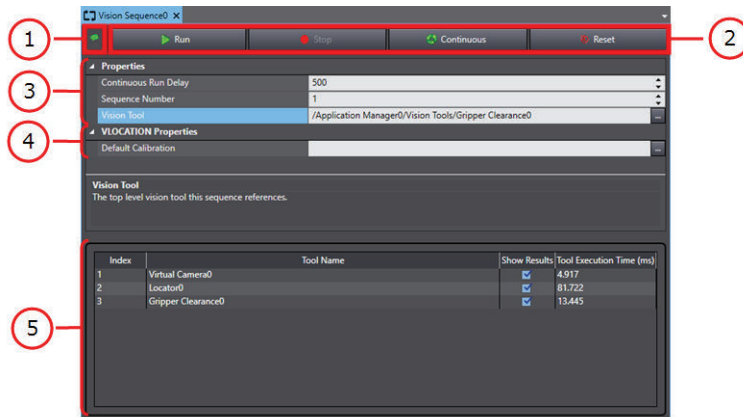 Vision Sequence0
1
Run
Stop
Continuous
Reset
2
Properties
3
Continuous Run Delay 500
Sequence Number 1
Vision Tool /Application Manager0/Vision Tools/Gripper Clearance0
4
VLOCATION Properties
Default Calibration
Vision Tool
The top level vision tool this sequence references.
5
Index Tool Name Show Results Tool Execution Time (ms)
1 Virtual Camera0 4.917
2 Locator0 81.722
3 Gripper Clearance0 13.445